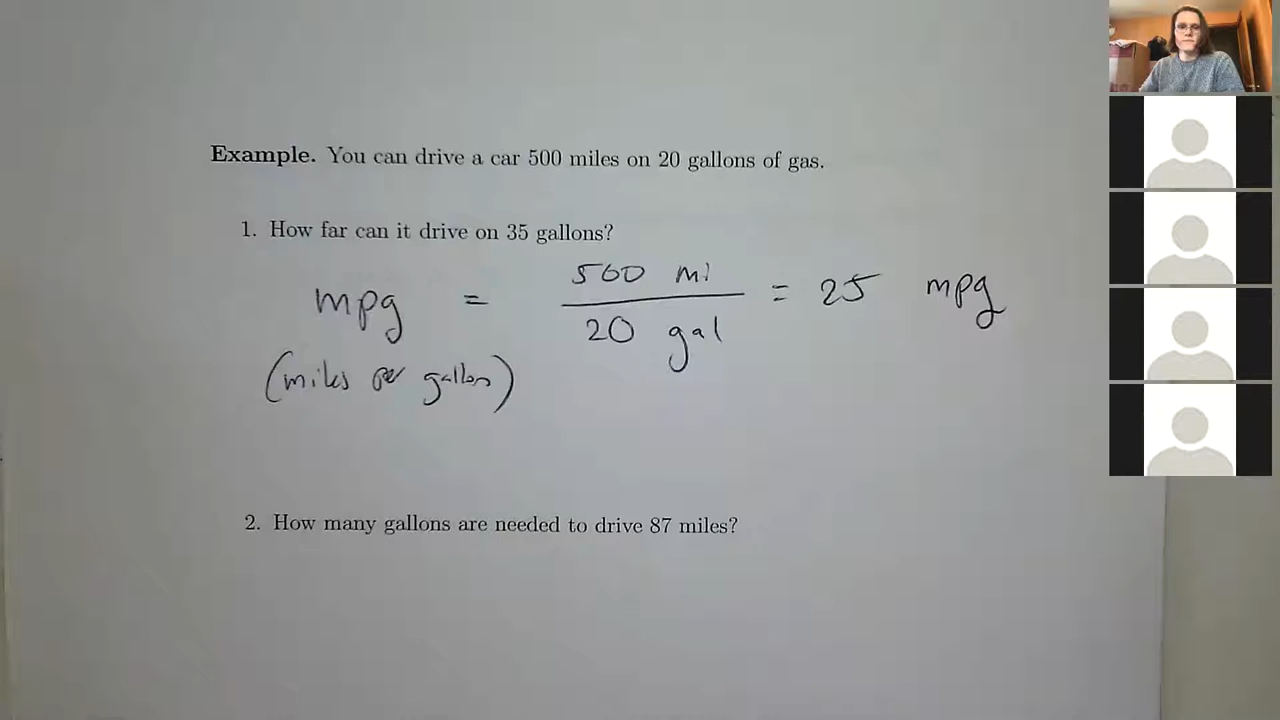 Example. You can drive a car 500 miles on 20 gallons of gas.
1. How far can it drive on 35 gallons?
mpg = 500 mi / 20 gal = 25 mpg
(miles per gallon)
2. How many gallons are needed to drive 87 miles?